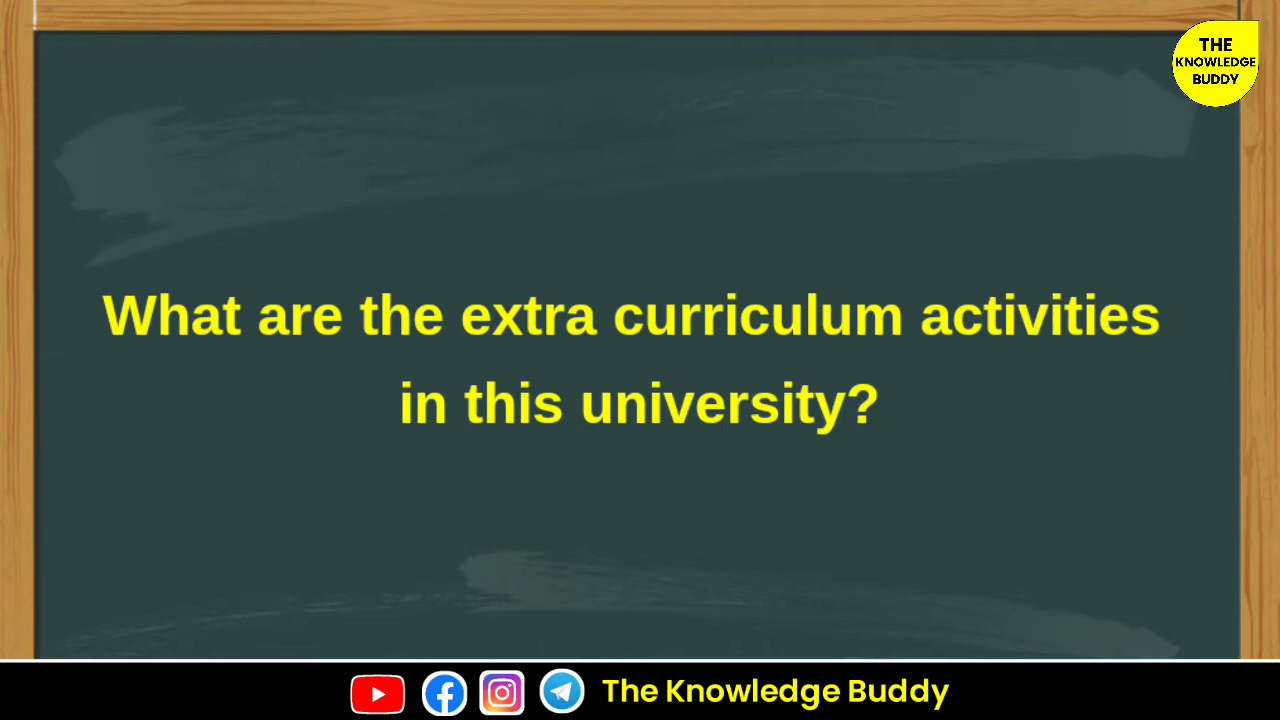 THE
KNOWLEDGE
BUDDY
What are the extra curriculum activities
in this university?
The Knowledge Buddy